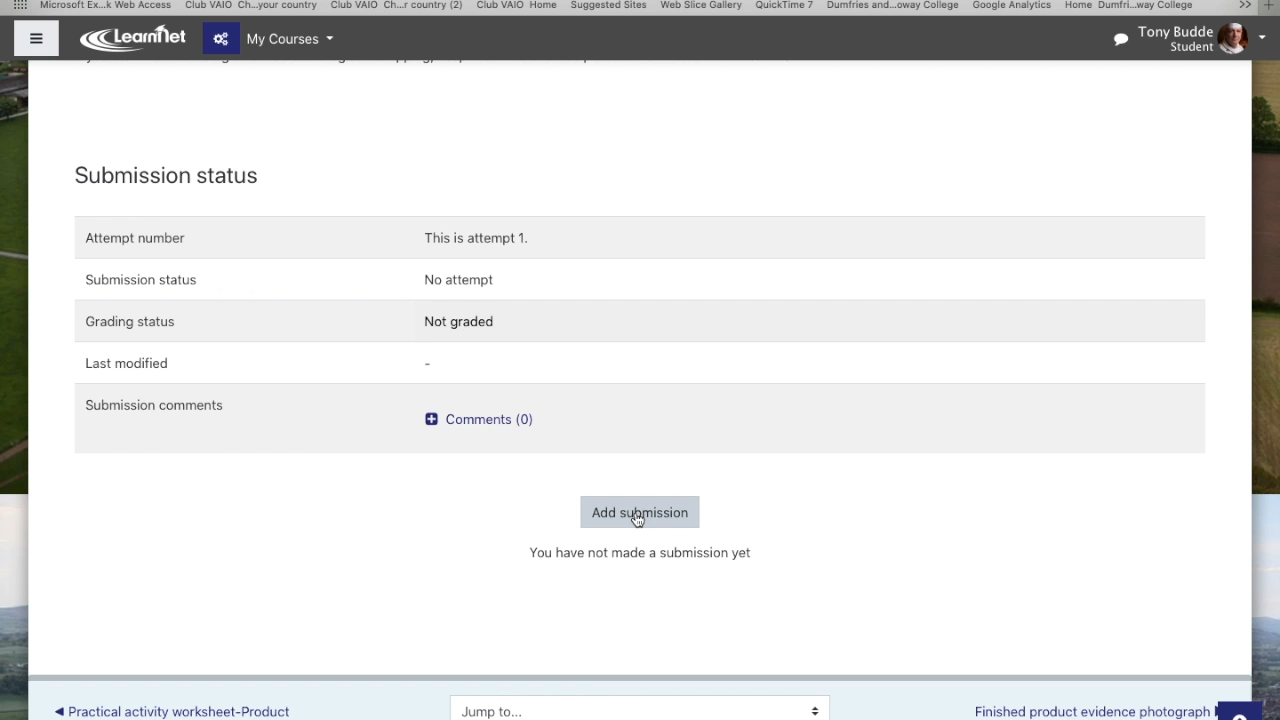 Microsoft Ex...k Web Access
Club VAIO Ch...your country
Club VAIO Ch...r country (2)
Club VAIO Home
Suggested Sites
Web Slice Gallery
QuickTime 7
Dumfries and...oway College
Google Analytics
Home Dumfri...way College
LearnNet
My Courses
Tony Budde
Student
Submission status
Attempt number This is attempt 1.
Submission status No attempt
Grading status Not graded
Last modified -
Submission comments
Comments (0)
Add submission
You have not made a submission yet
◀ Practical activity worksheet-Product
Jump to...
Finished product evidence photograph